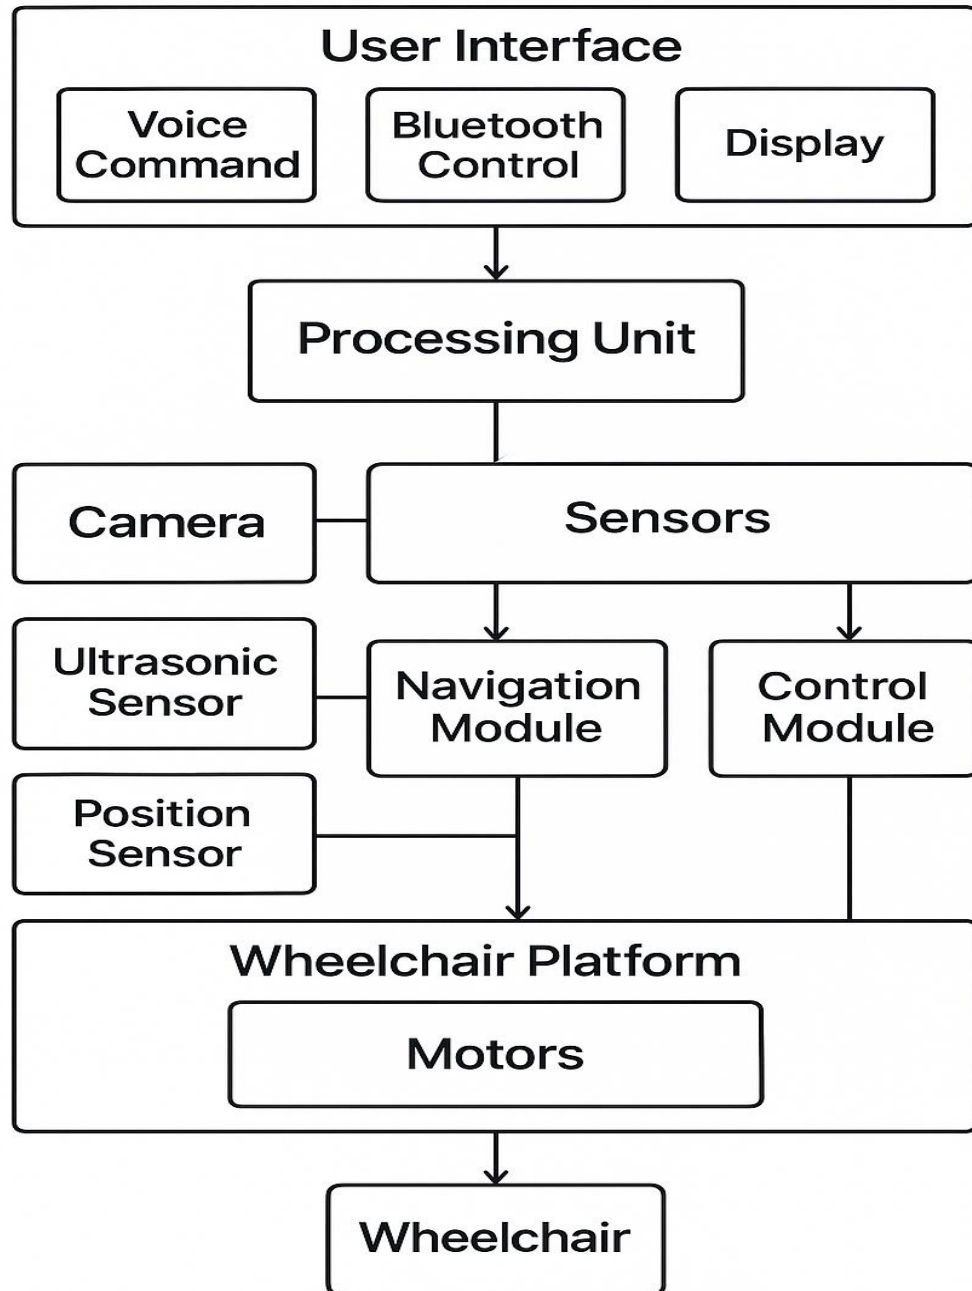 User Interface
Voice
Command
Bluetooth
Control
Display
Processing Unit
Camera
Sensors
Ultrasonic
Sensor
Navigation
Module
Control
Module
Position
Sensor
Wheelchair Platform
Motors
Wheelchair